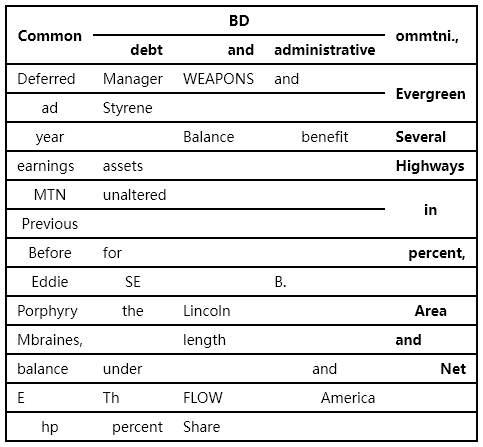 Common BD ommtni.,
debt and administrative
Deferred Manager WEAPONS and Evergreen
ad Styrene
year Balance benefit Several
earnings assets Highways
MTN unaltered in
Previous
Before for percent,
Eddie SE B.
Porphyry the Lincoln Area
Mbraines, length and
balance under and Net
E Th FLOW America
hp percent Share